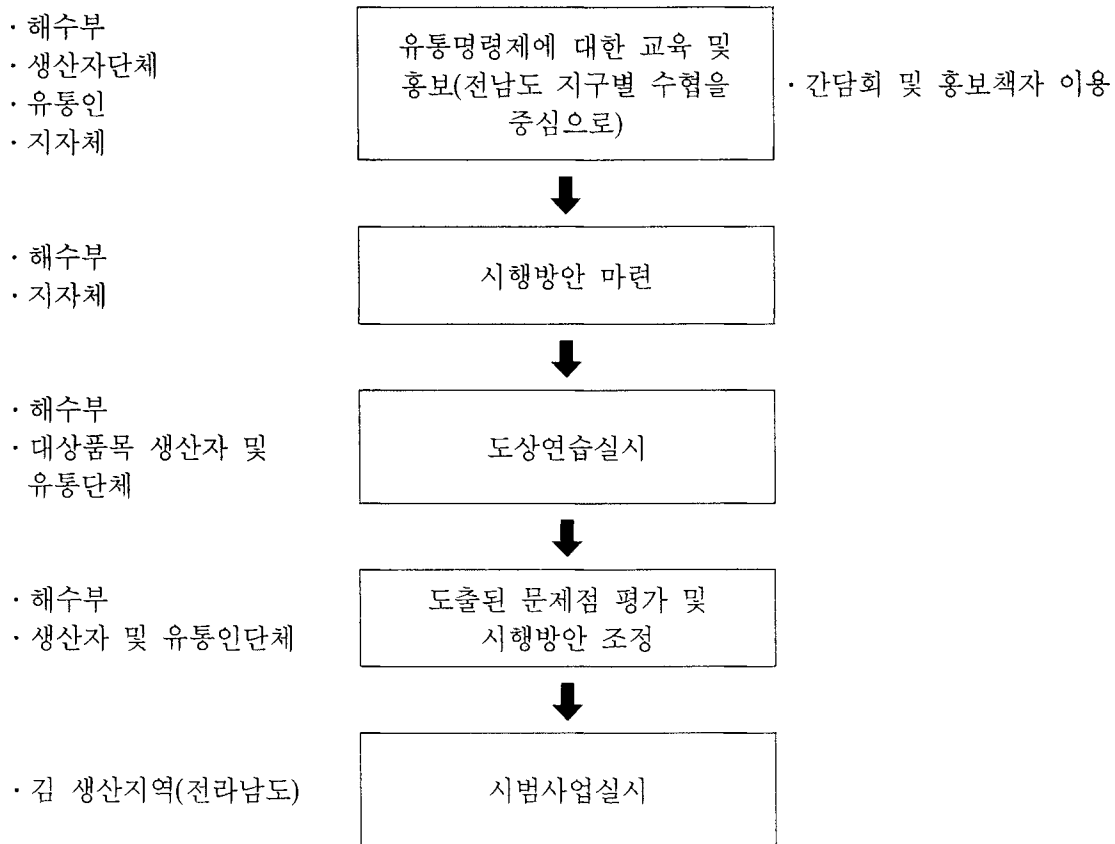 · 해수부
· 생산자단체
· 유통인
· 지자체
유통명령제에 대한 교육 및
홍보(전남도 지구별 수협을
중심으로)
· 간담회 및 홍보책자 이용
· 해수부
· 지자체
시행방안 마련
· 해수부
· 대상품목 생산자 및
유통단체
도상연습실시
· 해수부
· 생산자 및 유통인단체
도출된 문제점 평가 및
시행방안 조정
· 김 생산지역(전라남도)
시범사업실시